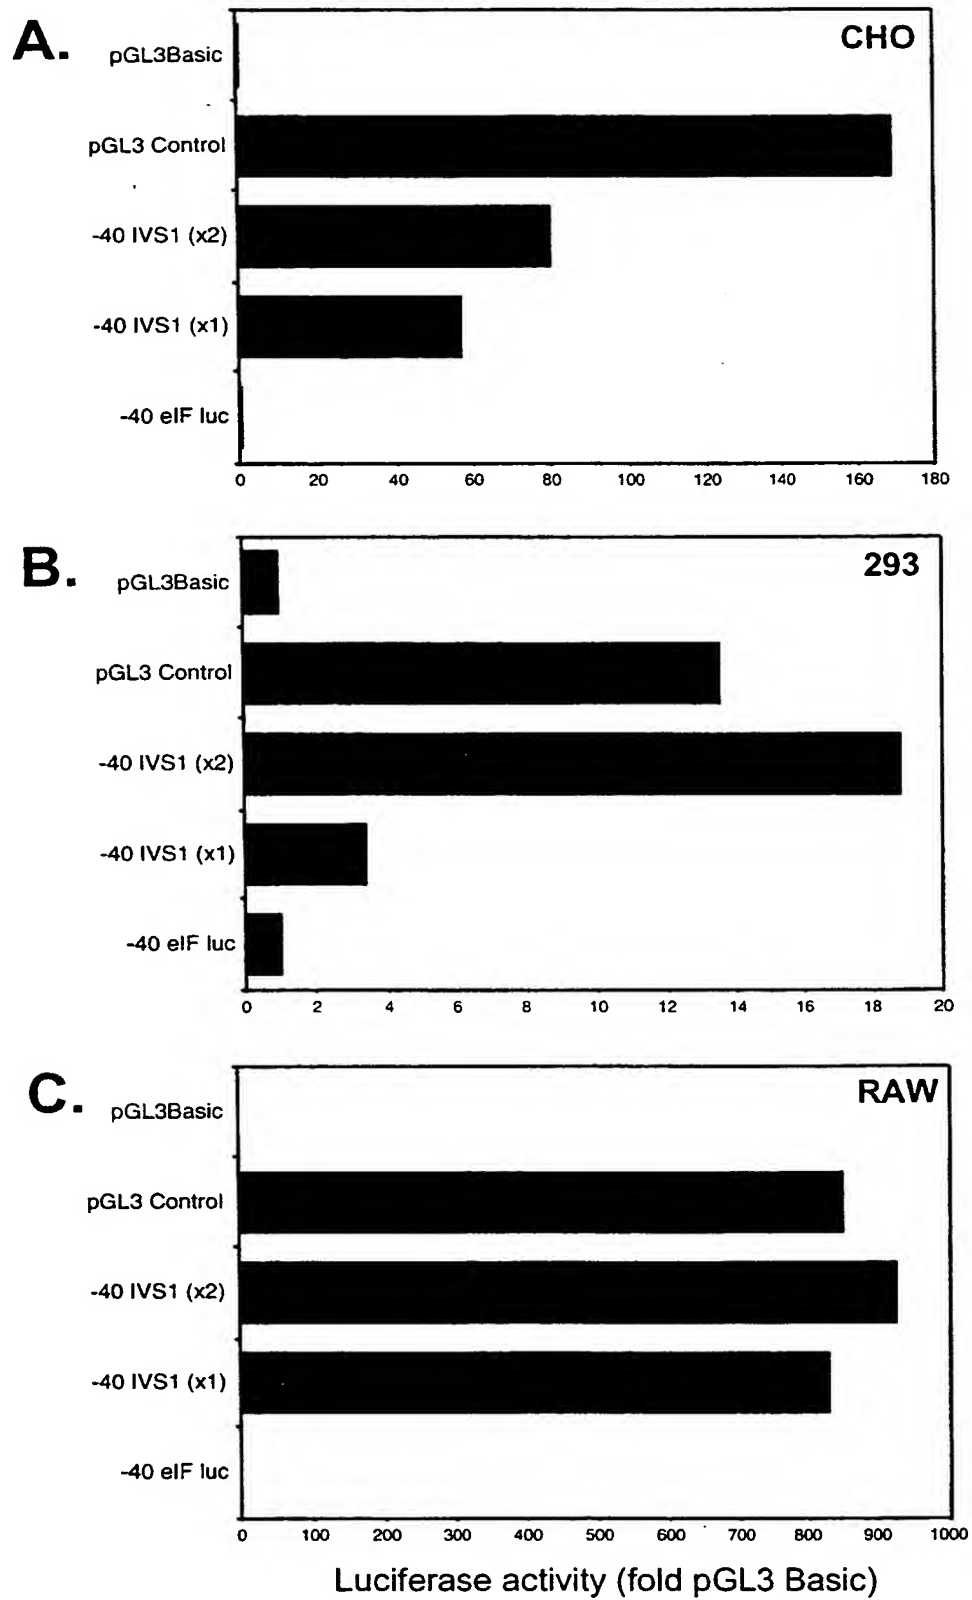 A.
CHO
pGL3Basic
pGL3 Control
-40 IVS1 (x2)
-40 IVS1 (x1)
-40 eIF luc
0 20 40 60 80 100 120 140 160 180
B.
293
pGL3Basic
pGL3 Control
-40 IVS1 (x2)
-40 IVS1 (x1)
-40 eIF luc
0 2 4 6 8 10 12 14 16 18 20
C.
RAW
pGL3Basic
pGL3 Control
-40 IVS1 (x2)
-40 IVS1 (x1)
-40 eIF luc
0 100 200 300 400 500 600 700 800 900 1000
Luciferase activity (fold pGL3 Basic)